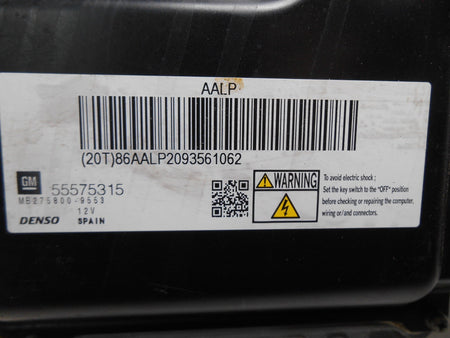 AALP
(20T)86AALP2093561062
GM
55575315
MB275800-9553
12V
DENSO
SPAIN
WARNING
To avoid electric shock ;
Set the key switch to the "OFF" position
before checking or repairing the computer,
wiring or/and connectors.